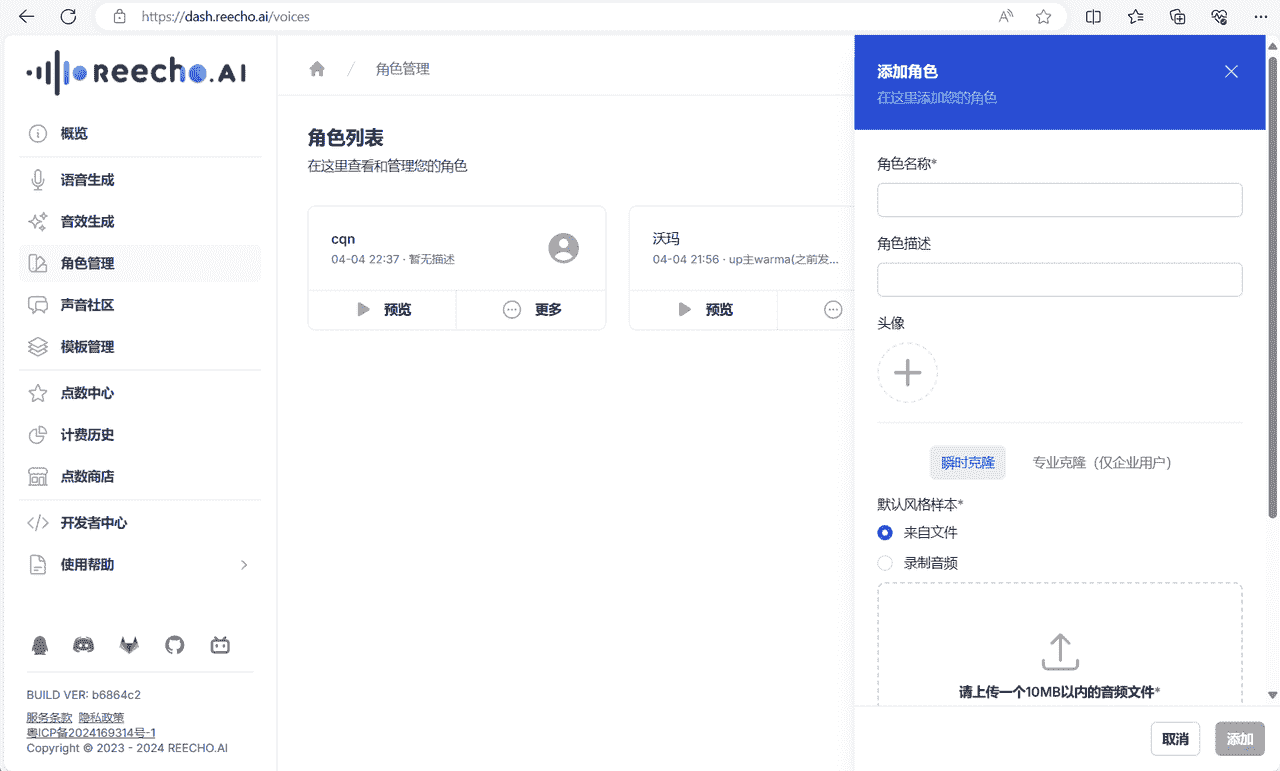 https://dash.reecho.ai/voices
REECHO.AI
概览
语音生成
音效生成
角色管理
声音社区
模板管理
点数中心
计费历史
点数商店
开发者中心
使用帮助
BUILD VER: b6864c2
服务条款 隐私政策
粤ICP备2024169314号-1
Copyright © 2023 - 2024 REECHO.AI
/ 角色管理
角色列表
在这里查看和管理您的角色
cqn
04-04 22:37 · 暂无描述
预览 更多
沃玛
04-04 21:56 · up主warma(之前发...
预览
添加角色
在这里添加您的角色
角色名称*
角色描述
头像
瞬时克隆 专业克隆（仅企业用户）
默认风格样本*
来自文件
录制音频
请上传一个10MB以内的音频文件*
取消 添加